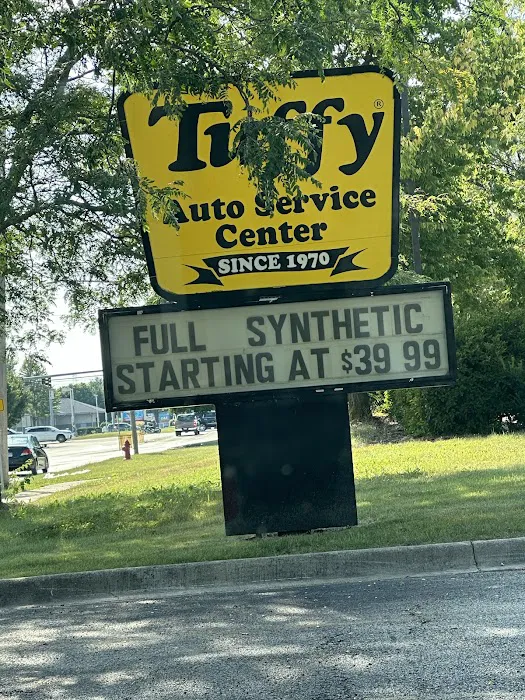 Tuffy®
Auto Service
Center
SINCE 1970
FULL SYNTHETIC
STARTING AT $39 99